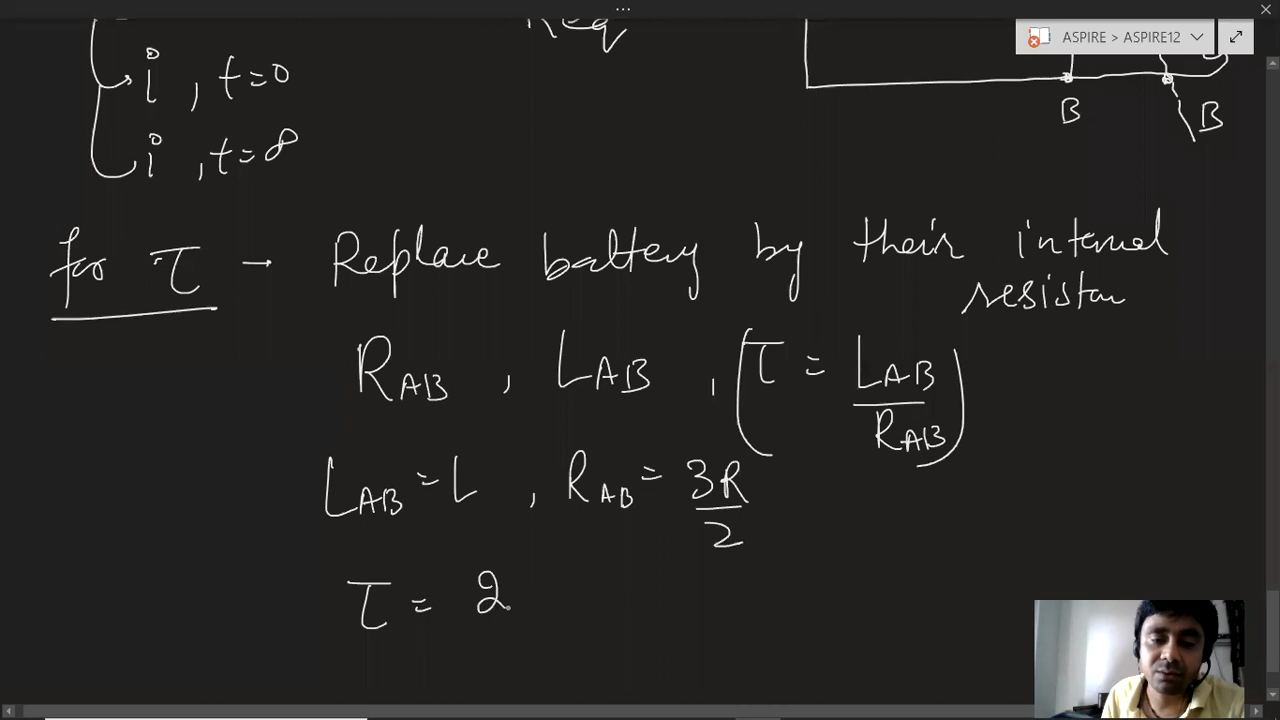 Req
ASPIRE > ASPIRE12
i , t=0
B
B
i , t=∞
for τ - Replace battery by their internal
resistan
R_AB , L_AB , (τ = L_AB / R_AB)
L_AB = L , R_AB = 3R/2
τ = 2